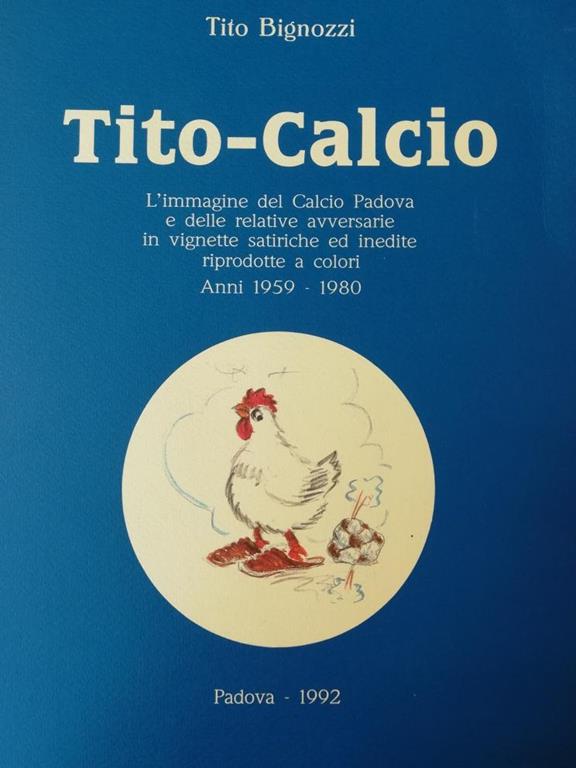 Tito Bignozzi
Tito-Calcio
L'immagine del Calcio Padova
e delle relative avversarie
in vignette satiriche ed inedite
riprodotte a colori
Anni 1959 - 1980
Padova - 1992